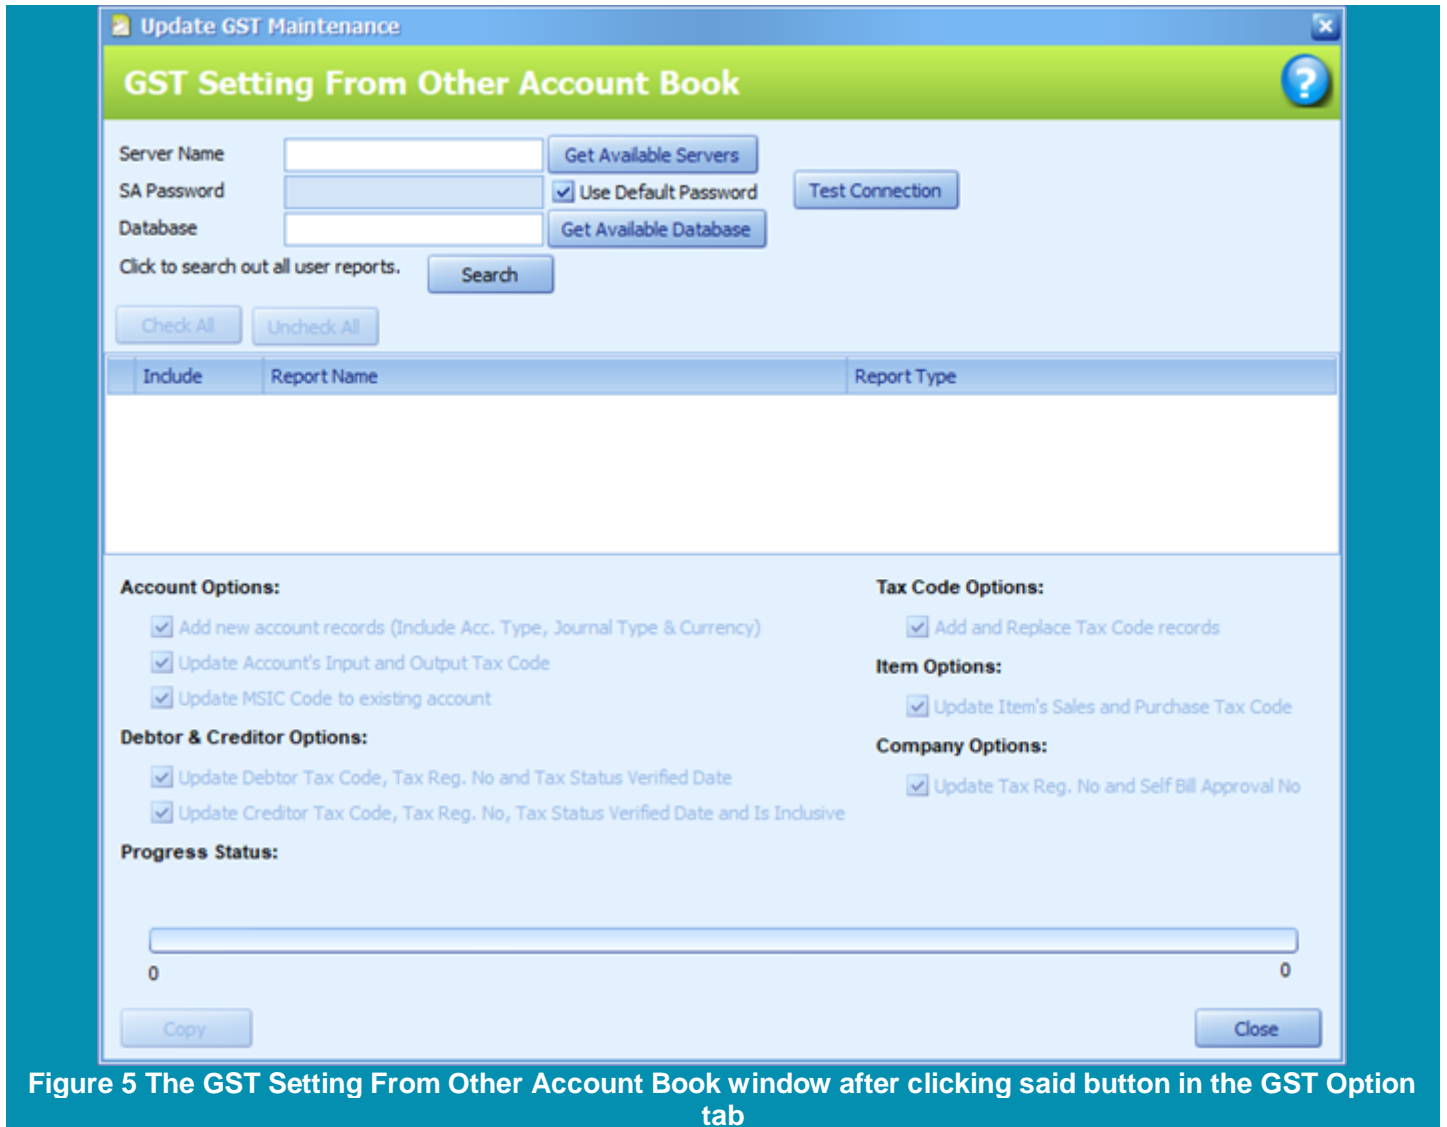 Update GST Maintenance
GST Setting From Other Account Book
?
Server Name
Get Available Servers
SA Password
Use Default Password
Test Connection
Database
Get Available Database
Click to search out all user reports.
Search
Check All
Uncheck All
Include
Report Name
Report Type
Account Options:
Add new account records (Include Acc. Type, Journal Type & Currency)
Update Account's Input and Output Tax Code
Update MSIC Code to existing account
Debtor & Creditor Options:
Update Debtor Tax Code, Tax Reg. No and Tax Status Verified Date
Update Creditor Tax Code, Tax Reg. No, Tax Status Verified Date and Is Inclusive
Tax Code Options:
Add and Replace Tax Code records
Item Options:
Update Item's Sales and Purchase Tax Code
Company Options:
Update Tax Reg. No and Self Bill Approval No
Progress Status:
0
0
Copy
Close
Figure 5 The GST Setting From Other Account Book window after clicking said button in the GST Option
tab